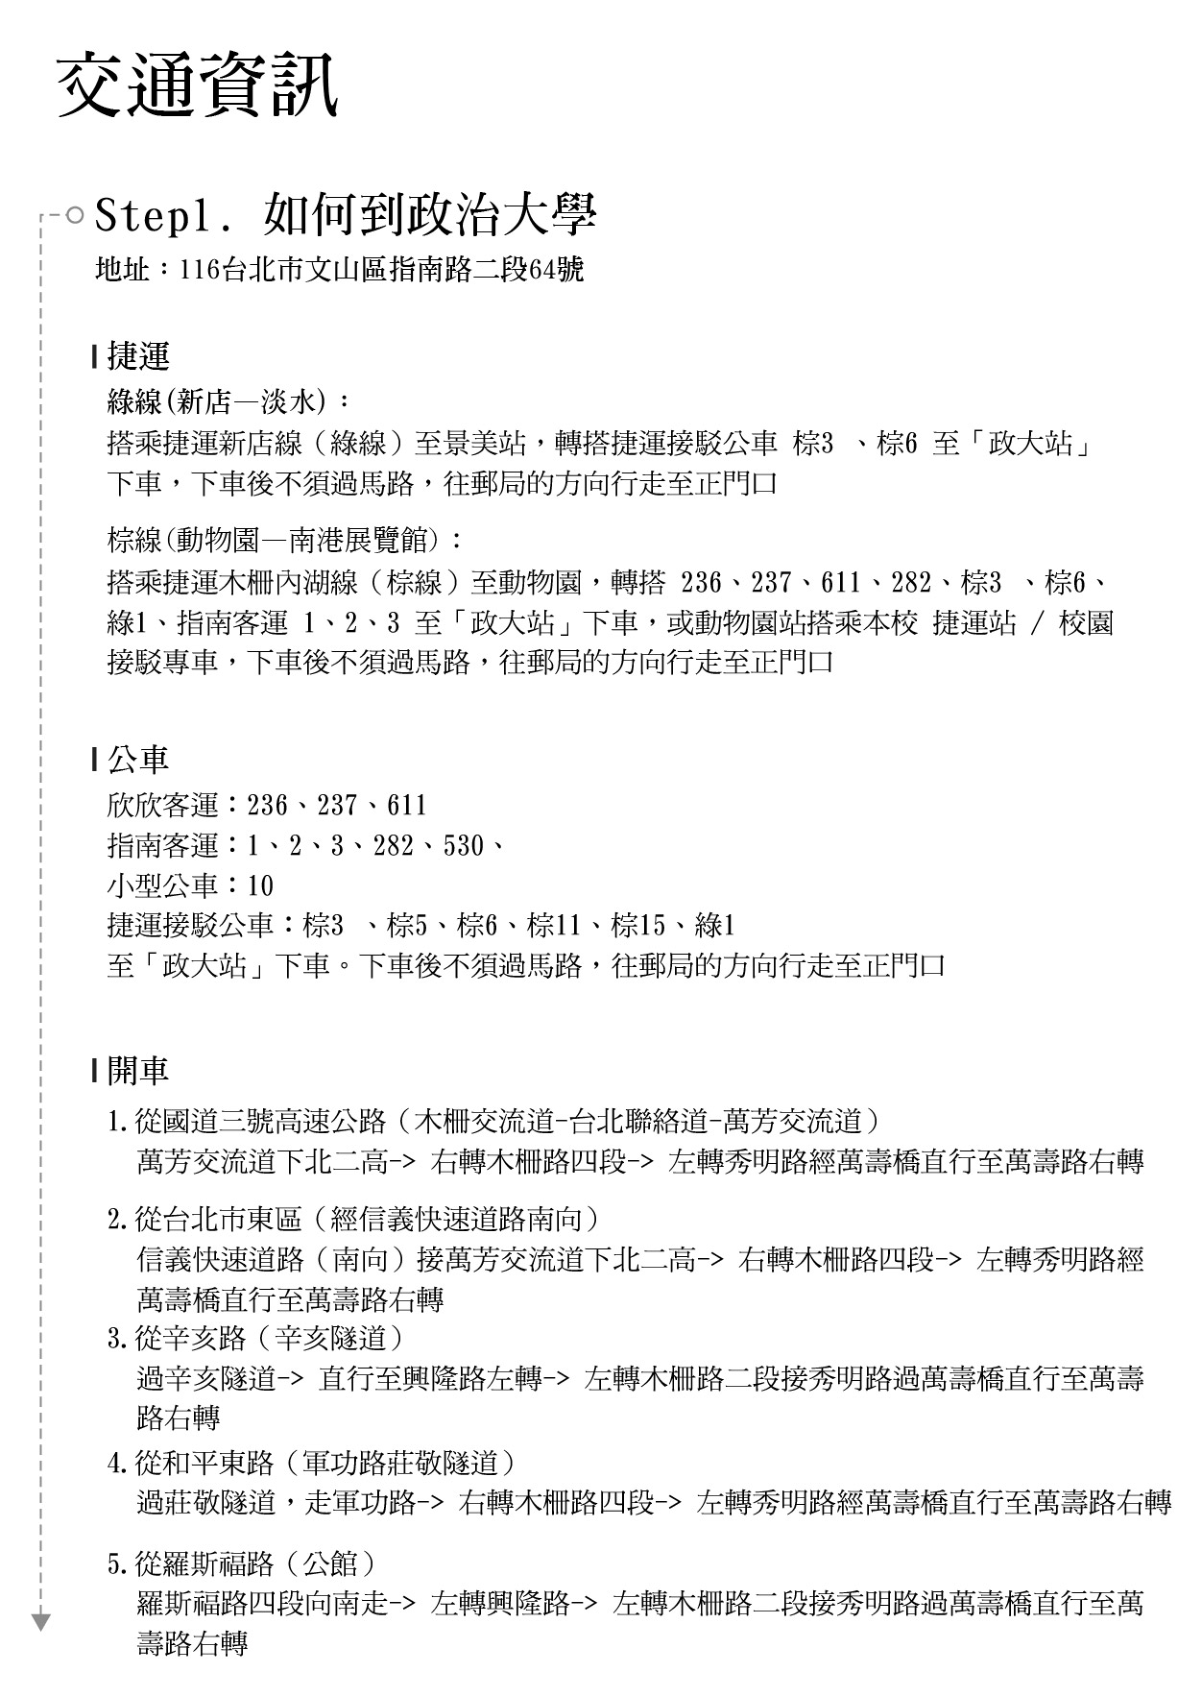 交通資訊
Step1. 如何到政治大學
地址：116台北市文山區指南路二段64號
捷運
綠線(新店—淡水)：
搭乘捷運新店線（綠線）至景美站，轉搭捷運接駁公車 棕3 、棕6 至「政大站」
下車，下車後不須過馬路，往郵局的方向行走至正門口
棕線(動物園—南港展覽館)：
搭乘捷運木柵內湖線（棕線）至動物園，轉搭 236、237、611、282、棕3 、棕6、
綠1、指南客運 1、2、3 至「政大站」下車，或動物園站搭乘本校 捷運站 / 校園
接駁專車，下車後不須過馬路，往郵局的方向行走至正門口
公車
欣欣客運：236、237、611
指南客運：1、2、3、282、530、
小型公車：10
捷運接駁公車：棕3 、棕5、棕6、棕11、棕15、綠1
至「政大站」下車。下車後不須過馬路，往郵局的方向行走至正門口
開車
1. 從國道三號高速公路（木柵交流道-台北聯絡道-萬芳交流道）
萬芳交流道下北二高-> 右轉木柵路四段-> 左轉秀明路經萬壽橋直行至萬壽路右轉
2. 從台北市東區（經信義快速道路南向）
信義快速道路（南向）接萬芳交流道下北二高-> 右轉木柵路四段-> 左轉秀明路經
萬壽橋直行至萬壽路右轉
3. 從辛亥路（辛亥隧道）
過辛亥隧道-> 直行至興隆路左轉-> 左轉木柵路二段接秀明路過萬壽橋直行至萬壽
路右轉
4. 從和平東路（軍功路莊敬隧道）
過莊敬隧道，走軍功路-> 右轉木柵路四段-> 左轉秀明路經萬壽橋直行至萬壽路右轉
5. 從羅斯福路（公館）
羅斯福路四段向南走-> 左轉興隆路-> 左轉木柵路二段接秀明路過萬壽橋直行至萬
壽路右轉